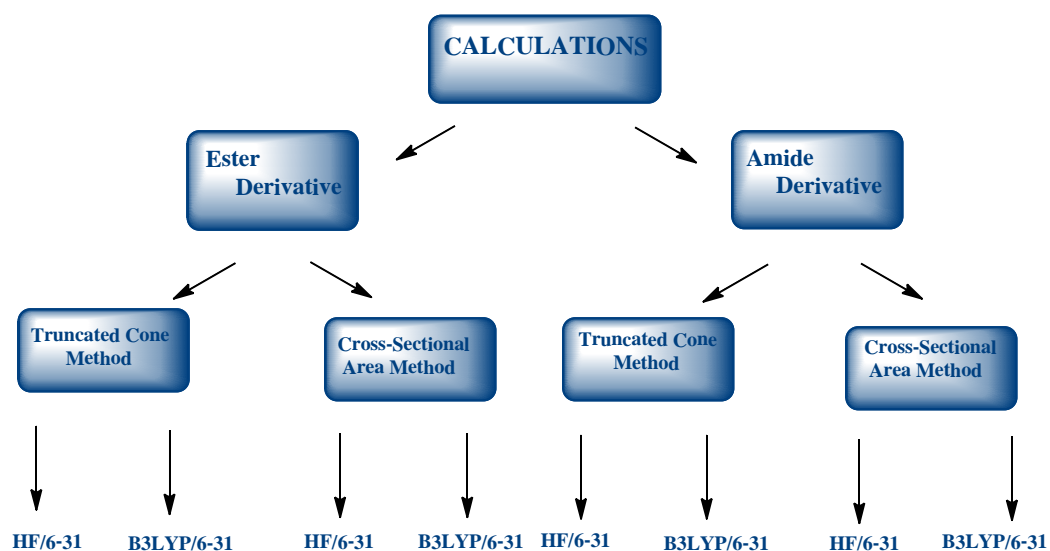 CALCULATIONS
Ester
Derivative
Amide
Derivative
Truncated Cone
Method
Cross-Sectional
Area Method
Truncated Cone
Method
Cross-Sectional
Area Method
HF/6-31
B3LYP/6-31
HF/6-31
B3LYP/6-31
HF/6-31
B3LYP/6-31
HF/6-31
B3LYP/6-31